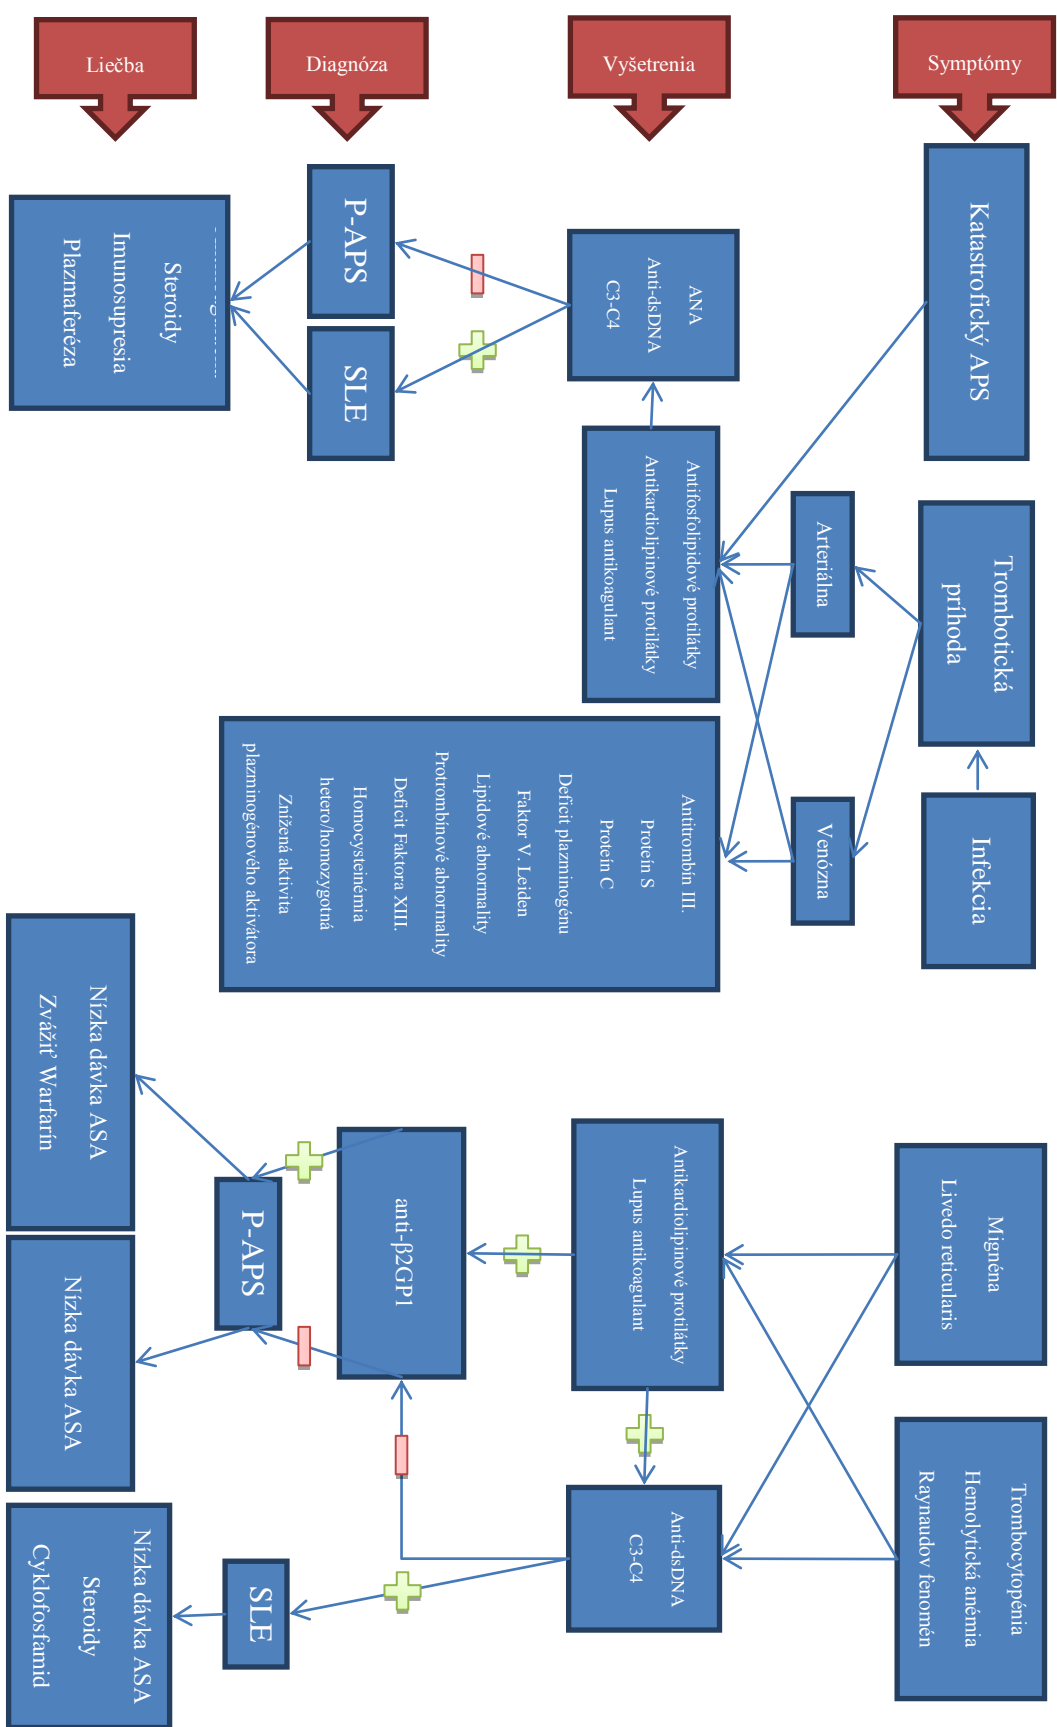 Symptómy
Vyšetrenia
Diagnóza
Liečba
Katastrofický APS
Trombotická
príhoda
Infekcia
Mignéna
Livedo reticularis
Trombocytopénia
Hemolytická anémia
Raynaudov fenomén
Arteriálna
Venózna
Antifosfolipidové protilátky
Antikardiolipinové protilátky
Lupus antikoagulant
Antitrombín III.
Proteín S
Proteín C
Deficit plazminogénu
Faktor V. Leiden
Lipidové abnormality
Protrombínové abnormality
Deficit Faktora XIII.
Homocysteinémia
hetero/homozygotná
Znížená aktivita
plazminogénového aktivátora
ANA
Anti-dsDNA
C3-C4
Antikardiolipinové protilátky
Lupus antikoagulant
Anti-dsDNA
C3-C4
anti-β2GP1
P-APS
SLE
P-APS
SLE
Steroidy
Imunosupresia
Plazmaferéza
Nízka dávka ASA
Zvážiť Warfarín
Nízka dávka ASA
Nízka dávka ASA
Steroidy
Cyklofosfamid